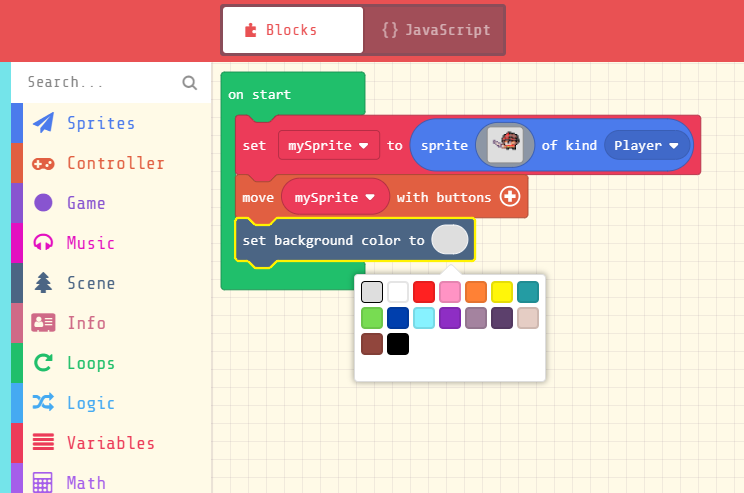 Blocks
{} JavaScript
Search...
Sprites
Controller
Game
Music
Scene
Info
Loops
Logic
Variables
Math
on start
set mySprite to sprite of kind Player
move mySprite with buttons
set background color to